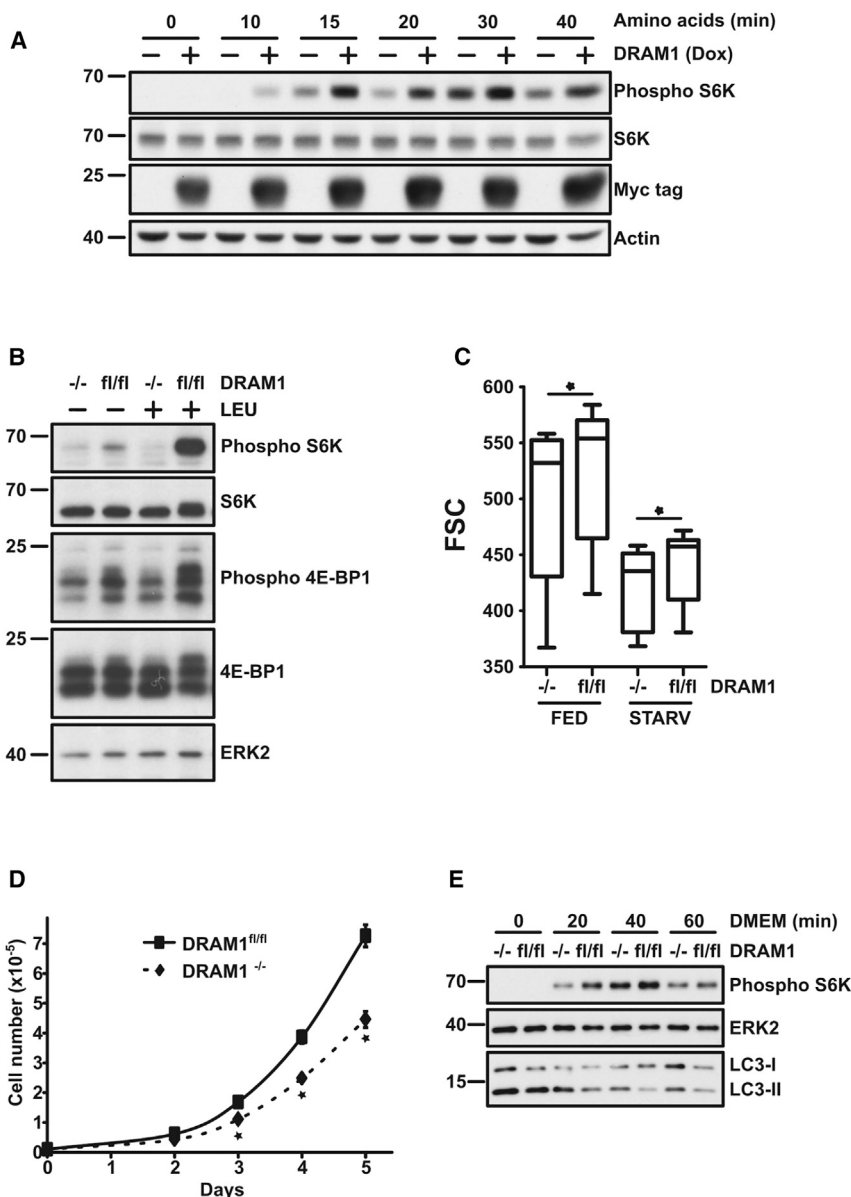 A
0 10 15 20 30 40 Amino acids (min)
− + − + − + − + − + − + DRAM1 (Dox)
70 Phospho S6K
70 S6K
25 Myc tag
40 Actin
B
-/- fl/fl -/- fl/fl DRAM1
− − + + LEU
70 Phospho S6K
70 S6K
25 Phospho 4E-BP1
25 4E-BP1
40 ERK2
C
600
550
500
450
400
350
FSC
*
*
-/- fl/fl -/- fl/fl DRAM1
FED STARV
D
Cell number (x10-5)
7
6
5
4
3
2
1
0
DRAM1fl/fl
DRAM1 -/-
* * *
0 1 2 3 4 5
Days
E
0 20 40 60 DMEM (min)
-/- fl/fl -/- fl/fl -/- fl/fl -/- fl/fl DRAM1
70 Phospho S6K
40 ERK2
LC3-I
15
LC3-II